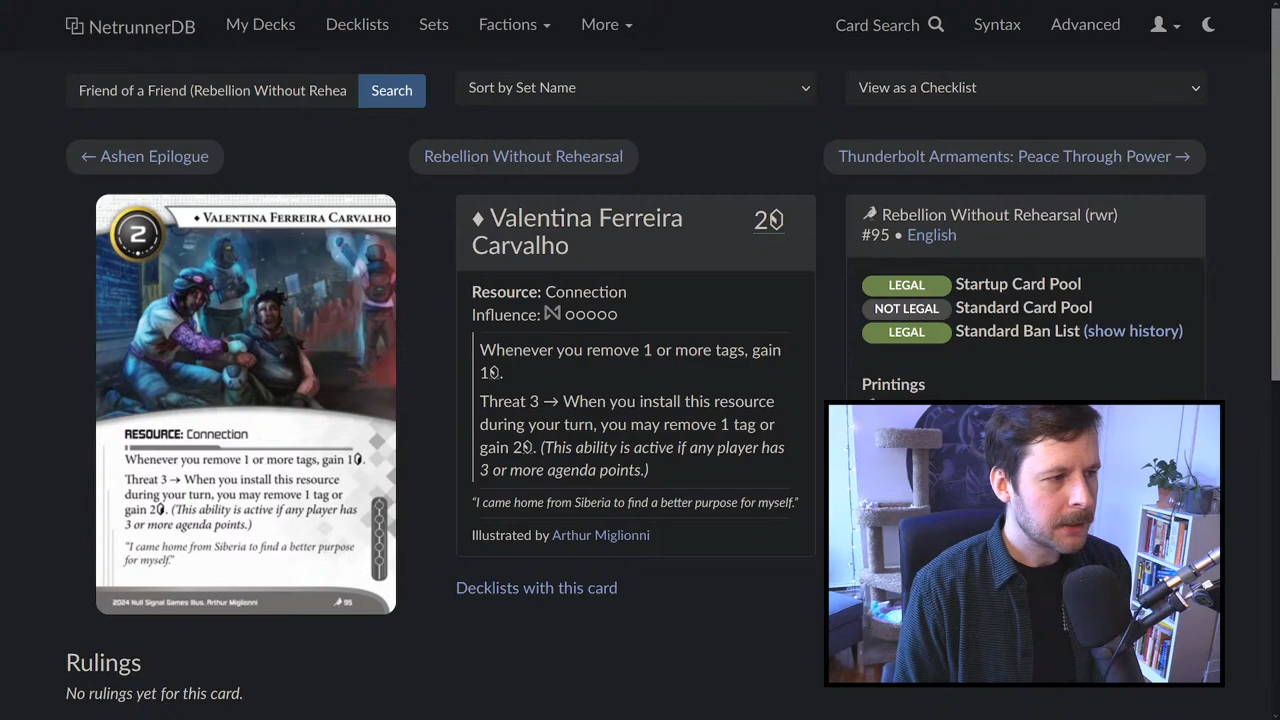 NetrunnerDB
My Decks
Decklists
Sets
Factions
More
Card Search
Syntax
Advanced
Friend of a Friend (Rebellion Without Rehea
Search
Sort by Set Name
View as a Checklist
← Ashen Epilogue
Rebellion Without Rehearsal
Thunderbolt Armaments: Peace Through Power →
2
♦ VALENTINA FERREIRA CARVALHO
RESOURCE: Connection
Whenever you remove 1 or more tags, gain 1.
Threat 3 → When you install this resource
during your turn, you may remove 1 tag or
gain 2. (This ability is active if any player has
3 or more agenda points.)
“I came home from Siberia to find a better purpose
for myself.”
2024 Null Signal Games Illus. Arthur Miglionni
95
♦ Valentina Ferreira
Carvalho
2
Resource: Connection
Influence: ○○○○○
Whenever you remove 1 or more tags, gain
1.
Threat 3 → When you install this resource
during your turn, you may remove 1 tag or
gain 2. (This ability is active if any player has
3 or more agenda points.)
“I came home from Siberia to find a better purpose for myself.”
Illustrated by Arthur Miglionni
Decklists with this card
Rebellion Without Rehearsal (rwr)
#95 • English
LEGAL Startup Card Pool
NOT LEGAL Standard Card Pool
LEGAL Standard Ban List (show history)
Printings
Rulings
No rulings yet for this card.